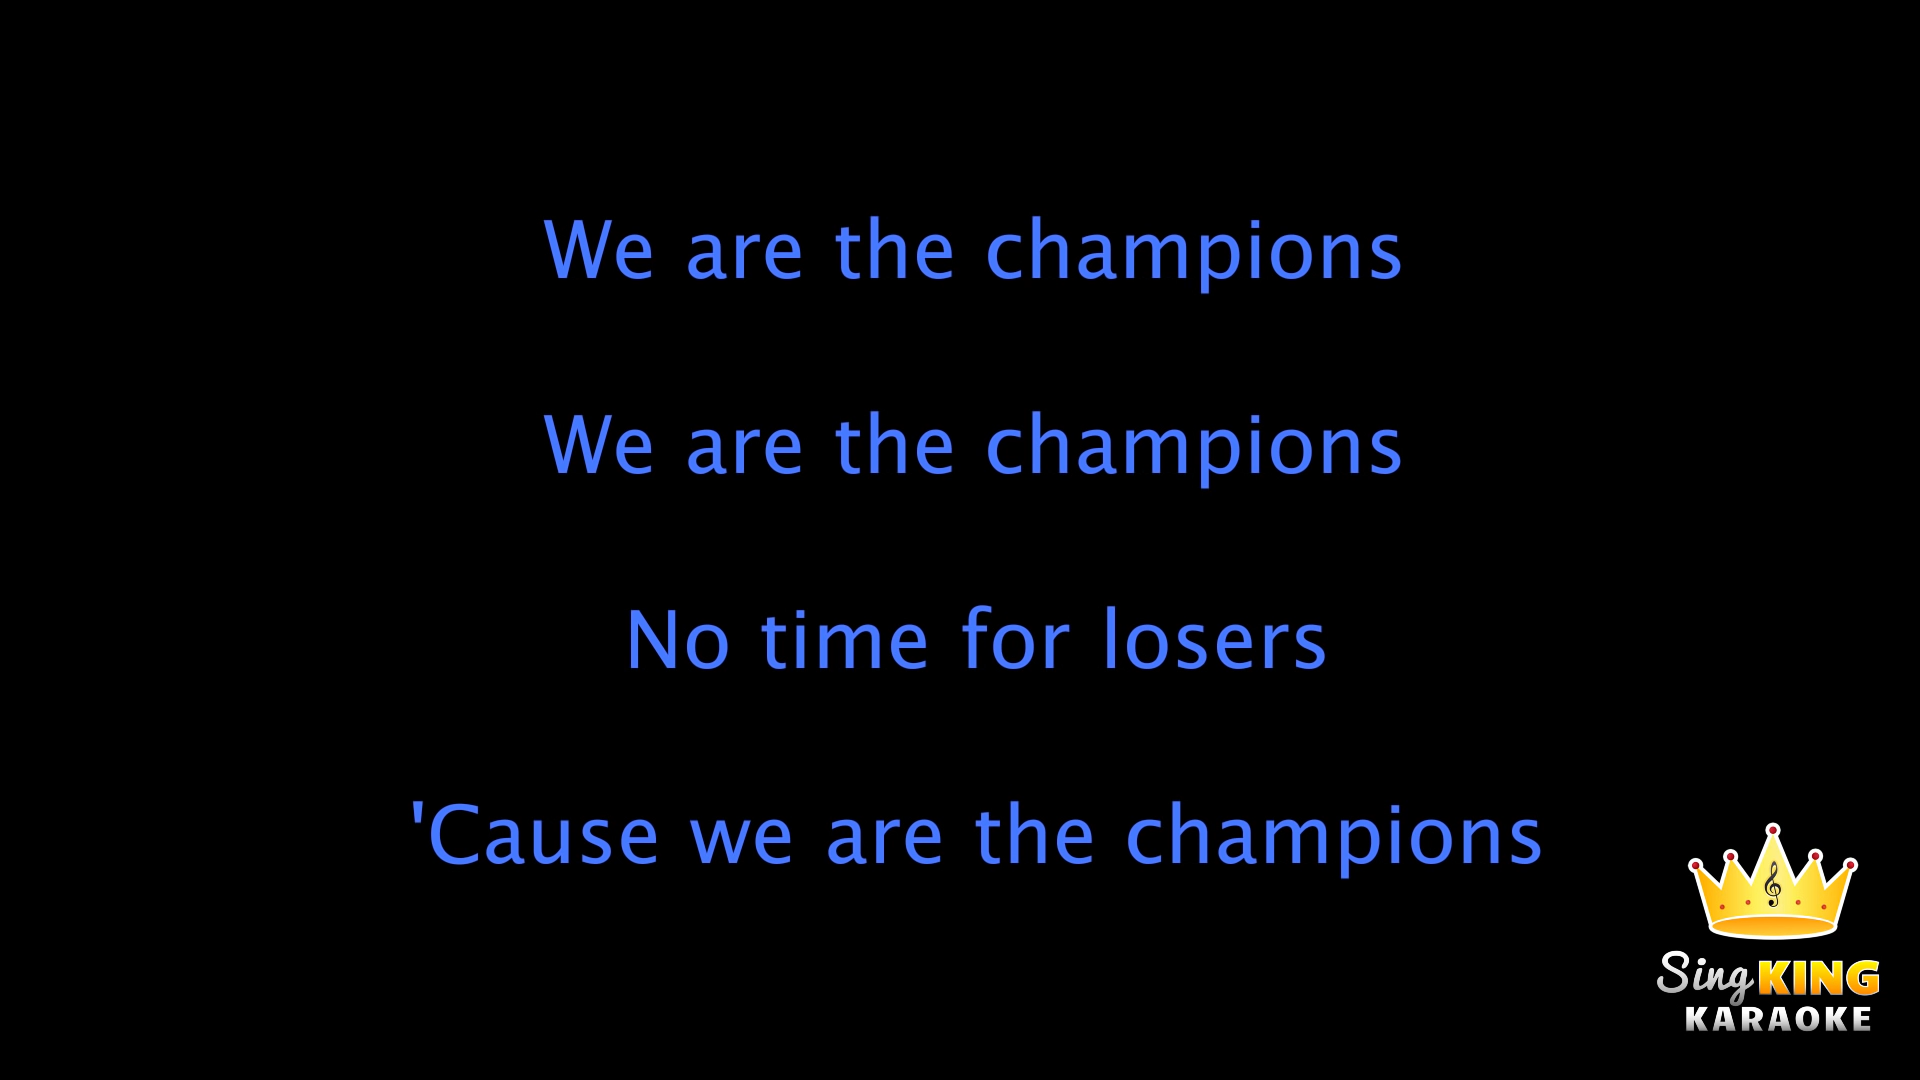 We are the champions
We are the champions
No time for losers
'Cause we are the champions
Sing KING
KARAOKE